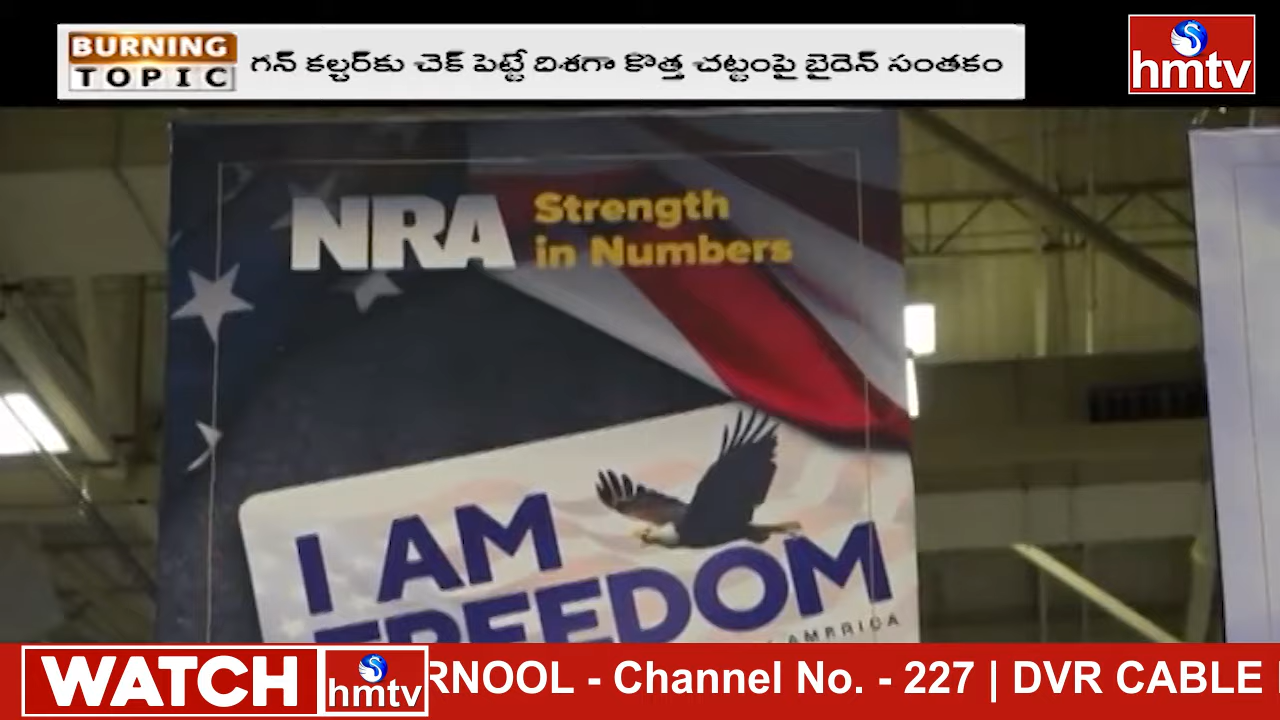 BURNING
TOPIC
గన్ కల్చర్‌కు చెక్ పెట్టే దిశగా కొత్త చట్టంపై బైడెన్ సంతకం
hmtv
NRA
Strength
in Numbers
I AM
FREEDOM
AMERICA
WATCH
hmtv
RNOOL - Channel No. - 227 | DVR CABLE